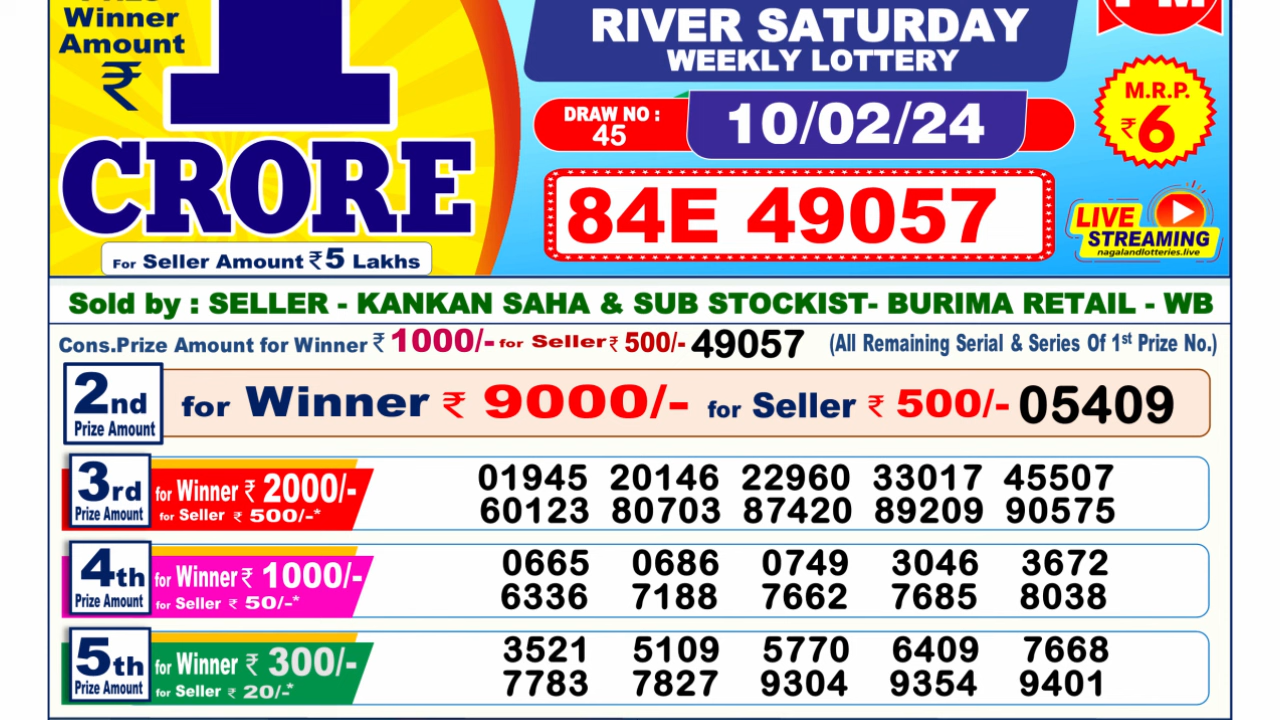 Winner
Amount
₹
1
CRORE
For Seller Amount ₹5 Lakhs
RIVER SATURDAY
WEEKLY LOTTERY
DRAW NO :
45
10/02/24
M.R.P.
₹6
84E 49057
LIVE
STREAMING
nagalandlotteries.live
Sold by : SELLER - KANKAN SAHA & SUB STOCKIST- BURIMA RETAIL - WB
Cons.Prize Amount for Winner ₹ 1000/- for Seller ₹ 500/- 49057 (All Remaining Serial & Series Of 1st Prize No.)
2nd
Prize Amount
for Winner ₹ 9000/- for Seller ₹ 500/- 05409
3rd
Prize Amount
for Winner ₹ 2000/-
for Seller ₹ 500/-*
01945 20146 22960 33017 45507
60123 80703 87420 89209 90575
4th
Prize Amount
for Winner ₹ 1000/-
for Seller ₹ 50/-*
0665 0686 0749 3046 3672
6336 7188 7662 7685 8038
5th
Prize Amount
for Winner ₹ 300/-
for Seller ₹ 20/-*
3521 5109 5770 6409 7668
7783 7827 9304 9354 9401